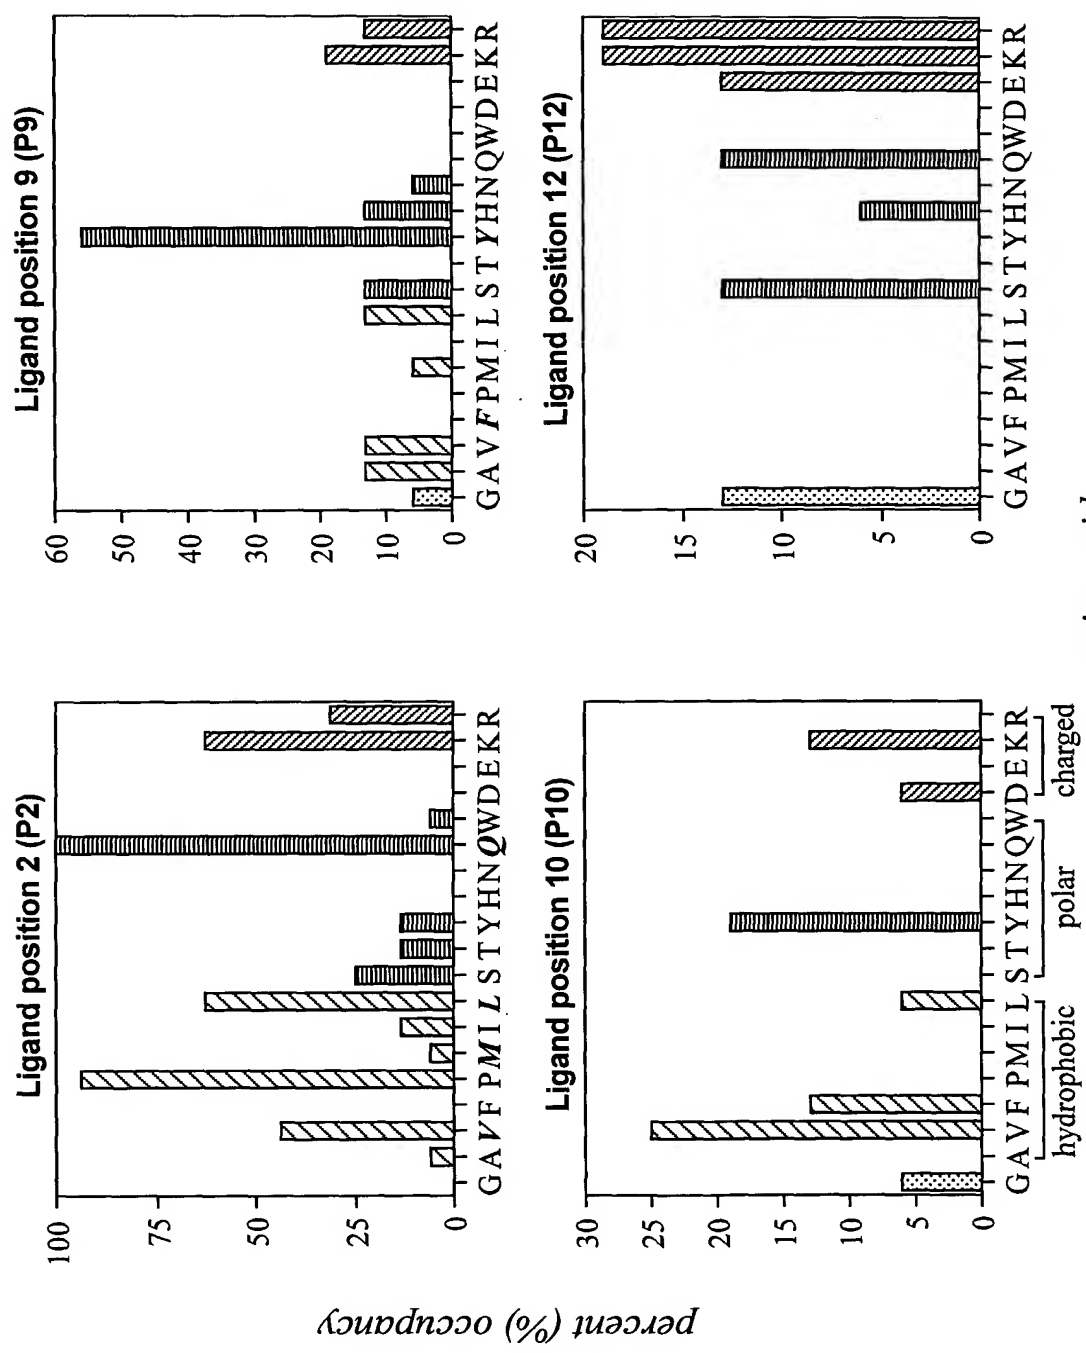 percent (%) occupancy
Ligand position 2 (P2)
100
75
50
25
0
G A V F P M I L S T Y H N Q W D E K R
Ligand position 9 (P9)
60
50
40
30
20
10
0
G A V F P M I L S T Y H N Q W D E K R
Ligand position 10 (P10)
30
25
20
15
10
5
0
G A V F P M I L S T Y H N Q W D E K R
hydrophobic polar charged
Ligand position 12 (P12)
20
15
10
5
0
G A V F P M I L S T Y H N Q W D E K R